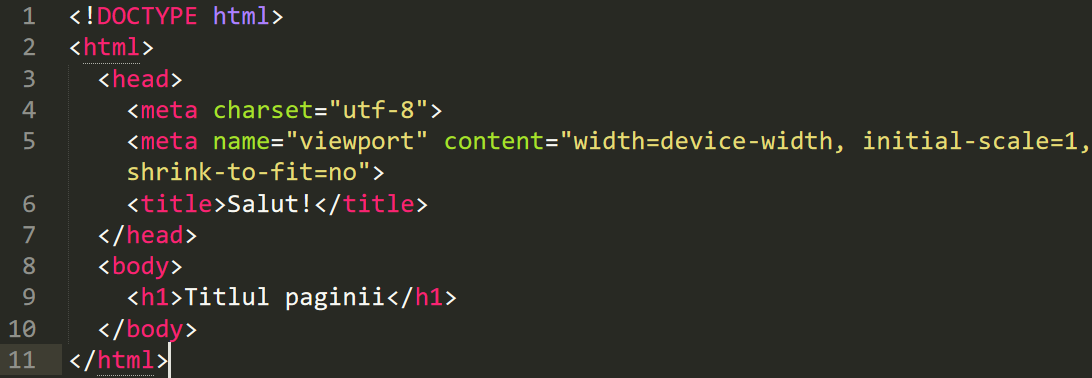 1 <!DOCTYPE html>
2 <html>
3 <head>
4 <meta charset="utf-8">
5 <meta name="viewport" content="width=device-width, initial-scale=1,
shrink-to-fit=no">
6 <title>Salut!</title>
7 </head>
8 <body>
9 <h1>Titlul paginii</h1>
10 </body>
11 </html>